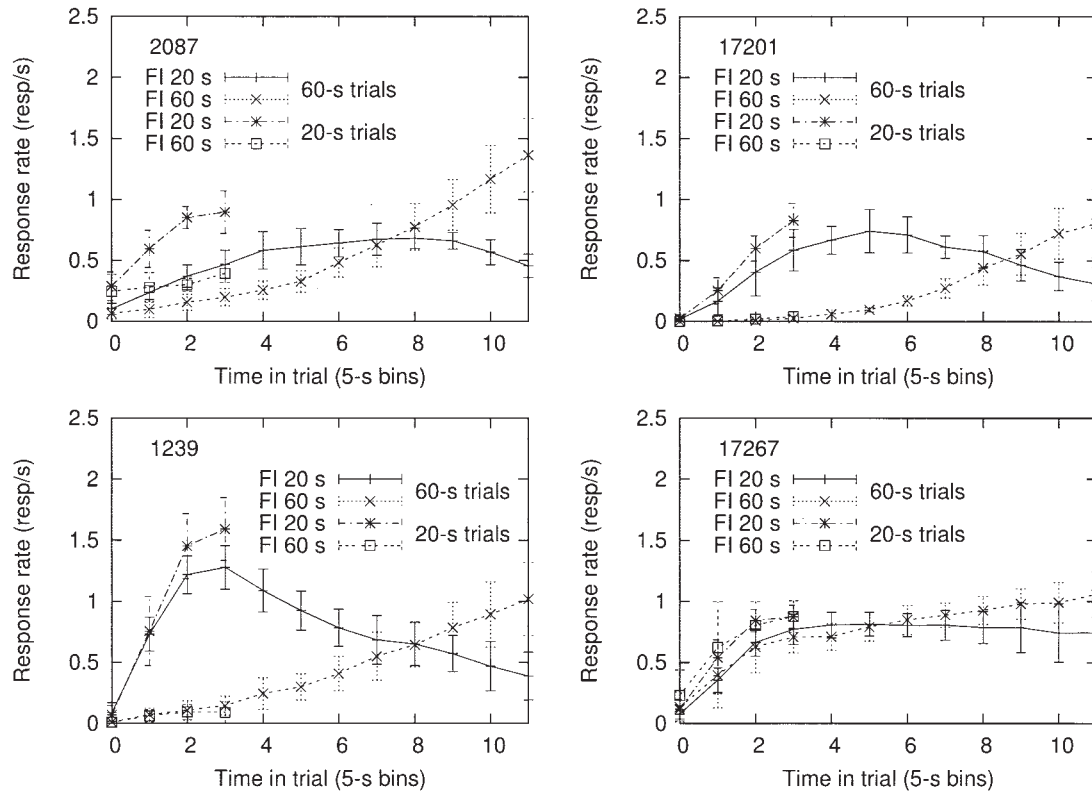 2087
FI 20 s
FI 60 s
60-s trials
FI 20 s
FI 60 s
20-s trials
Response rate (resp/s)
2.5
2
1.5
1
0.5
0
0 2 4 6 8 10
Time in trial (5-s bins)
17201
FI 20 s
FI 60 s
60-s trials
FI 20 s
FI 60 s
20-s trials
Response rate (resp/s)
2.5
2
1.5
1
0.5
0
0 2 4 6 8 10
Time in trial (5-s bins)
1239
FI 20 s
FI 60 s
60-s trials
FI 20 s
FI 60 s
20-s trials
Response rate (resp/s)
2.5
2
1.5
1
0.5
0
0 2 4 6 8 10
Time in trial (5-s bins)
17267
FI 20 s
FI 60 s
60-s trials
FI 20 s
FI 60 s
20-s trials
Response rate (resp/s)
2.5
2
1.5
1
0.5
0
0 2 4 6 8 10
Time in trial (5-s bins)